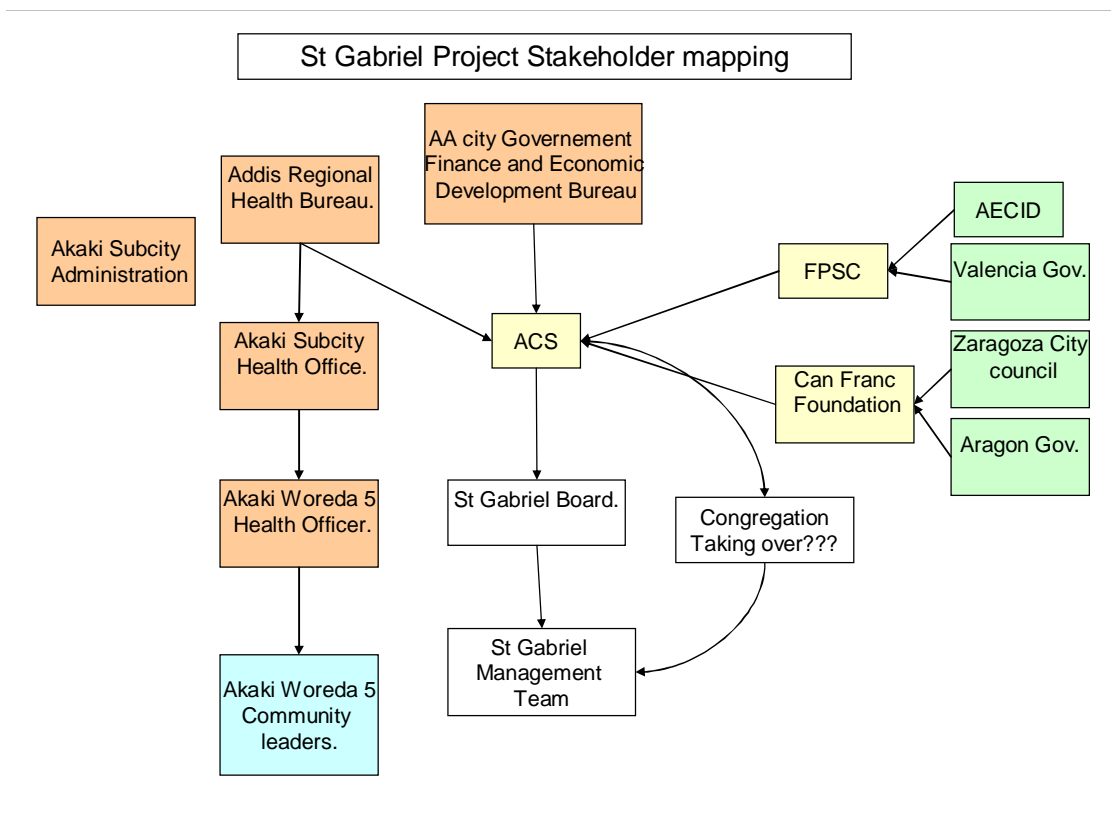 St Gabriel Project Stakeholder mapping
AA city Governement
Finance and Economic
Development Bureau
Addis Regional
Health Bureau.
Akaki Subcity
Administration
AECID
FPSC
Valencia Gov.
ACS
Akaki Subcity
Health Office.
Zaragoza City
council
Can Franc
Foundation
Aragon Gov.
Akaki Woreda 5
Health Officer.
St Gabriel Board.
Congregation
Taking over???
St Gabriel
Management
Team
Akaki Woreda 5
Community
leaders.